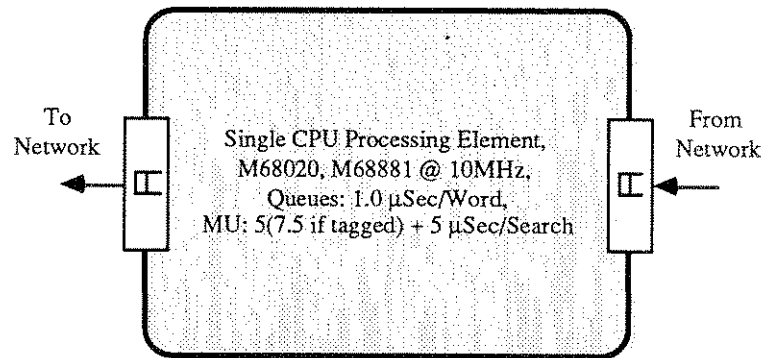 To
Network
Single CPU Processing Element,
M68020, M68881 @ 10MHz,
Queues: 1.0 µSec/Word,
MU: 5(7.5 if tagged) + 5 µSec/Search
From
Network